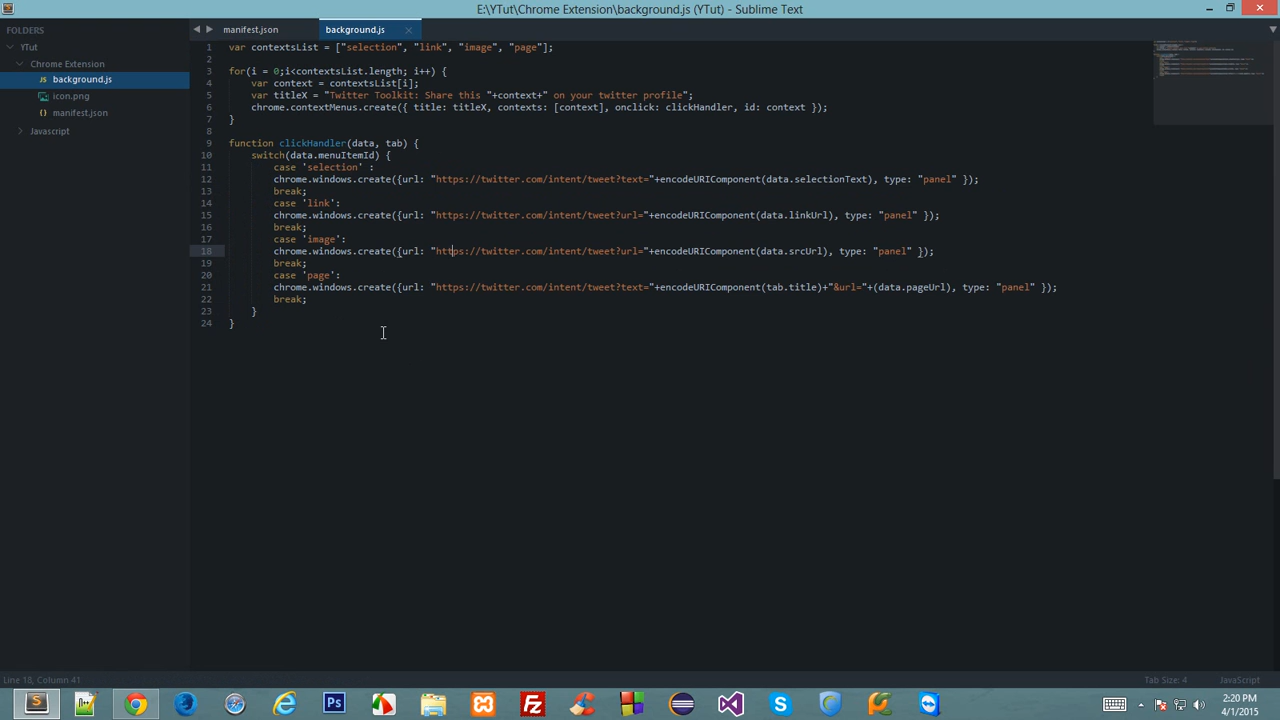 E:\YTut\Chrome Extension\background.js (YTut) - Sublime Text
FOLDERS
YTut
Chrome Extension
background.js
icon.png
manifest.json
Javascript
manifest.json
background.js
1 var contextsList = ["selection", "link", "image", "page"];
2
3 for(i = 0;i<contextsList.length; i++) {
4 var context = contextsList[i];
5 var titleX = "Twitter Toolkit: Share this "+context+" on your twitter profile";
6 chrome.contextMenus.create({ title: titleX, contexts: [context], onclick: clickHandler, id: context });
7 }
8
9 function clickHandler(data, tab) {
10 switch(data.menuItemId) {
11 case 'selection' :
12 chrome.windows.create({url: "https://twitter.com/intent/tweet?text="+encodeURIComponent(data.selectionText), type: "panel" });
13 break;
14 case 'link':
15 chrome.windows.create({url: "https://twitter.com/intent/tweet?url="+encodeURIComponent(data.linkUrl), type: "panel" });
16 break;
17 case 'image':
18 chrome.windows.create({url: "https://twitter.com/intent/tweet?url="+encodeURIComponent(data.srcUrl), type: "panel" });
19 break;
20 case 'page':
21 chrome.windows.create({url: "https://twitter.com/intent/tweet?text="+encodeURIComponent(tab.title)+"&url="+(data.pageUrl), type: "panel" });
22 break;
23 }
24 }
Line 18, Column 41
Tab Size: 4
JavaScript
2:20 PM
4/1/2015